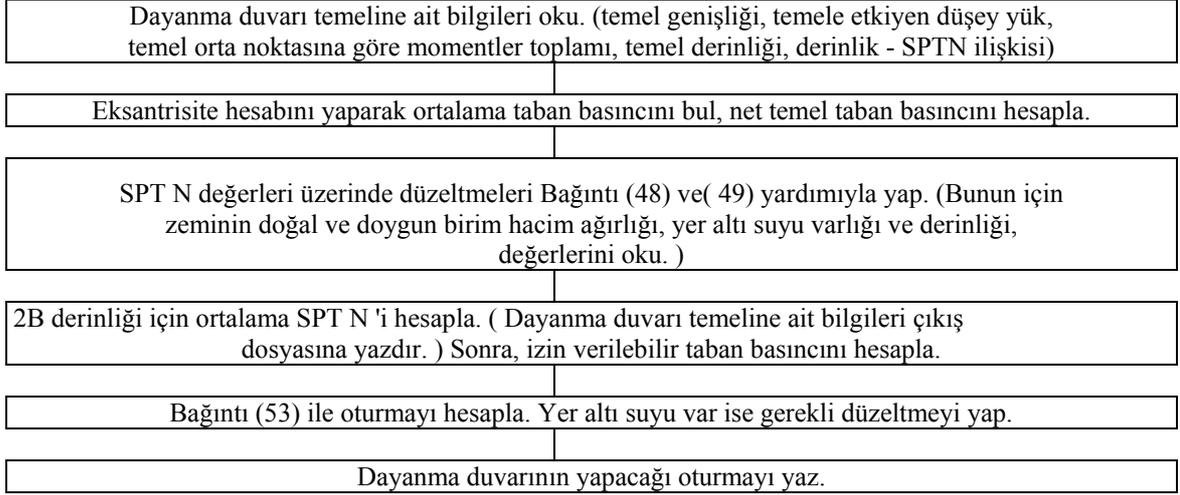 Dayanma duvarı temeline ait bilgileri oku. (temel genişliği, temele etkiyen düşey yük,
temel orta noktasına göre momentler toplamı, temel derinliği, derinlik - SPTN ilişkisi)
Eksantrisite hesabını yaparak ortalama taban basıncını bul, net temel taban basıncını hesapla.
SPT N değerleri üzerinde düzeltmeleri Bağıntı (48) ve( 49) yardımıyla yap. (Bunun için
zeminin doğal ve doygun birim hacim ağırlığı, yer altı suyu varlığı ve derinliği,
değerlerini oku. )
2B derinliği için ortalama SPT N 'i hesapla. ( Dayanma duvarı temeline ait bilgileri çıkış
dosyasına yazdır. ) Sonra, izin verilebilir taban basıncını hesapla.
Bağıntı (53) ile oturmayı hesapla. Yer altı suyu var ise gerekli düzeltmeyi yap.
Dayanma duvarının yapacağı oturmayı yaz.